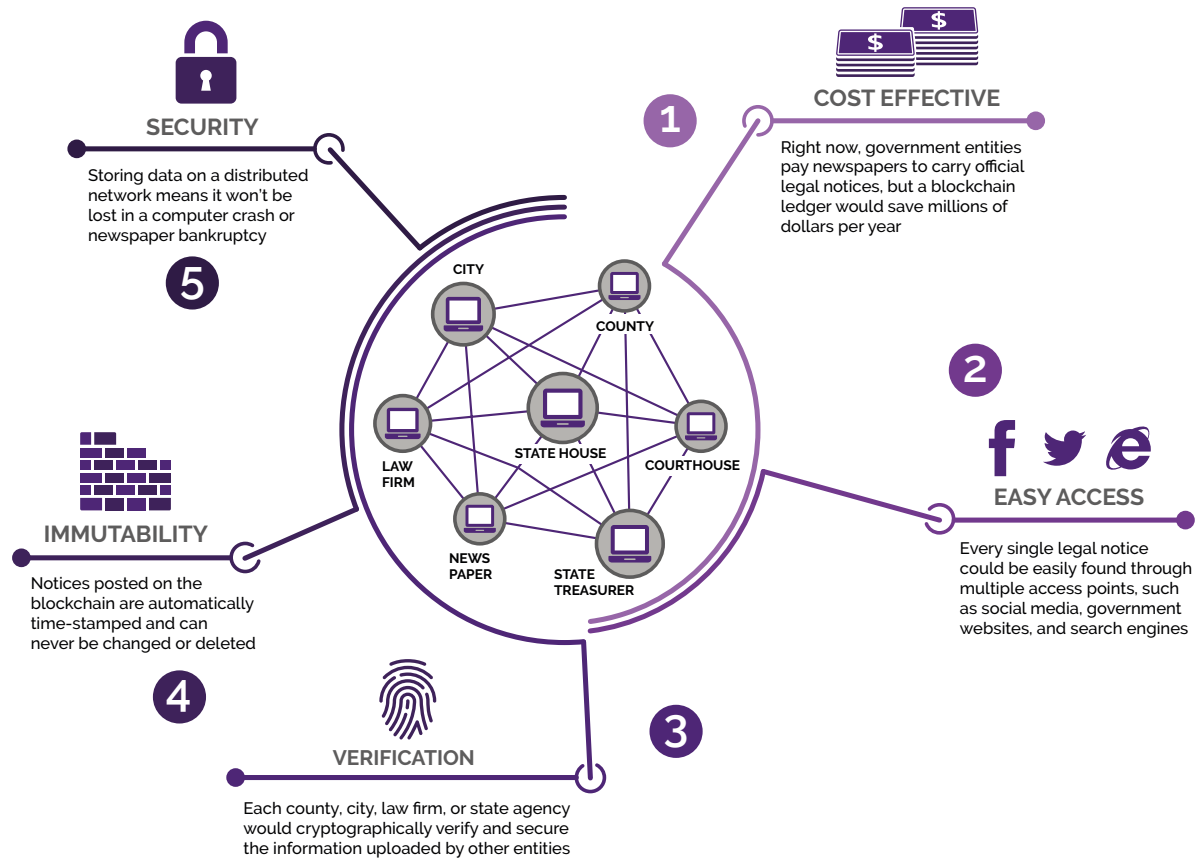 $
$
1
COST EFFECTIVE
Right now, government entities
pay newspapers to carry official
legal notices, but a blockchain
ledger would save millions of
dollars per year
2
EASY ACCESS
Every single legal notice
could be easily found through
multiple access points, such
as social media, government
websites, and search engines
3
VERIFICATION
Each county, city, law firm, or state agency
would cryptographically verify and secure
the information uploaded by other entities
4
IMMUTABILITY
Notices posted on the
blockchain are automatically
time-stamped and can
never be changed or deleted
5
SECURITY
Storing data on a distributed
network means it won't be
lost in a computer crash or
newspaper bankruptcy
CITY
COUNTY
STATE HOUSE
LAW
FIRM
COURTHOUSE
NEWS
PAPER
STATE
TREASURER